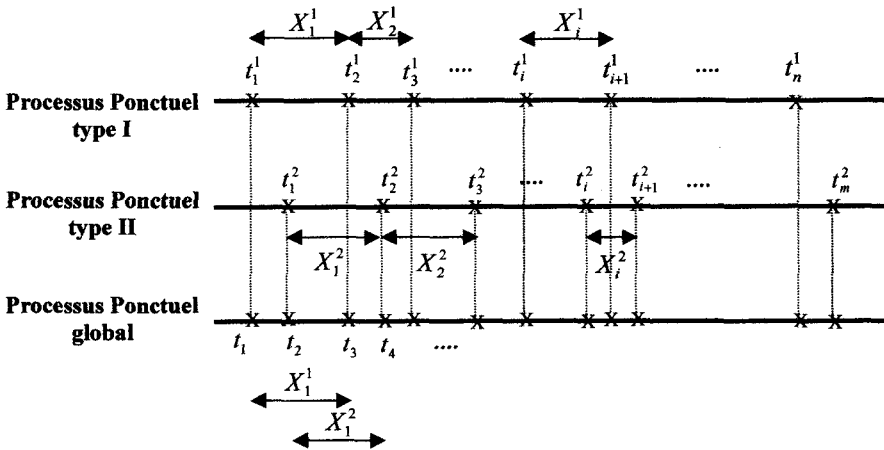 X_1^1 X_2^1 X_i^1
t_1^1 t_2^1 t_3^1 .... t_i^1 t_{i+1}^1 .... t_n^1
Processus Ponctuel
type I
t_1^2 t_2^2 t_3^2 .... t_i^2 t_{i+1}^2 .... t_m^2
Processus Ponctuel
type II
X_1^2 X_2^2 X_i^2
Processus Ponctuel
global
t_1 t_2 t_3 t_4 ....
X_1^1
X_1^2